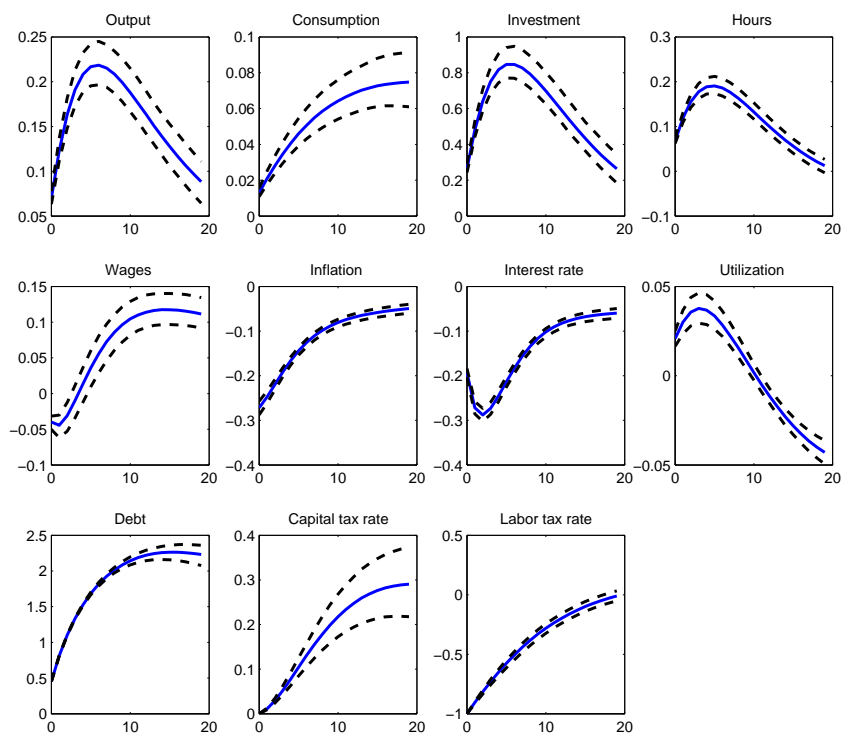 Output Consumption Investment Hours
0.25 0.1 1 0.3
0.2 0.08 0.8 0.2
0.15 0.06 0.6 0.1
0.1 0.04 0.4 0
0.02 0.2
0.05 0 0 −0.1
0 10 20 0 10 20 0 10 20 0 10 20
Wages Inflation Interest rate Utilization
0.15 0 0 0.05
0.1 −0.1 −0.1
0.05 −0.2 −0.2 0
0
−0.05 −0.3 −0.3
−0.1 −0.4 −0.4 −0.05
0 10 20 0 10 20 0 10 20 0 10 20
Debt Capital tax rate Labor tax rate
2.5 0.4 0.5
2 0.3 0
1.5 0.2
1 0.1 −0.5
0.5
0 0 −1
0 10 20 0 10 20 0 10 20